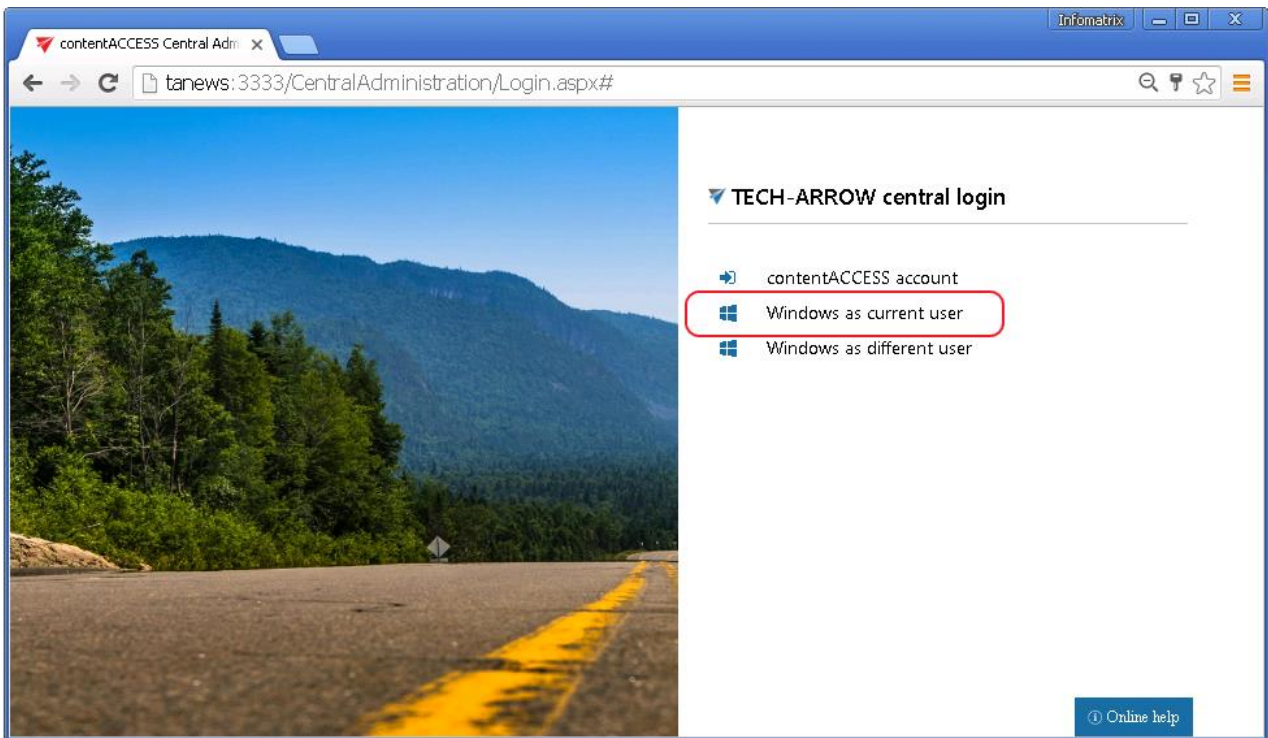 Infomatrix
contentACCESS Central Adm
tanews:3333/CentralAdministration/Login.aspx#
TECH-ARROW central login
contentACCESS account
Windows as current user
Windows as different user
Online help